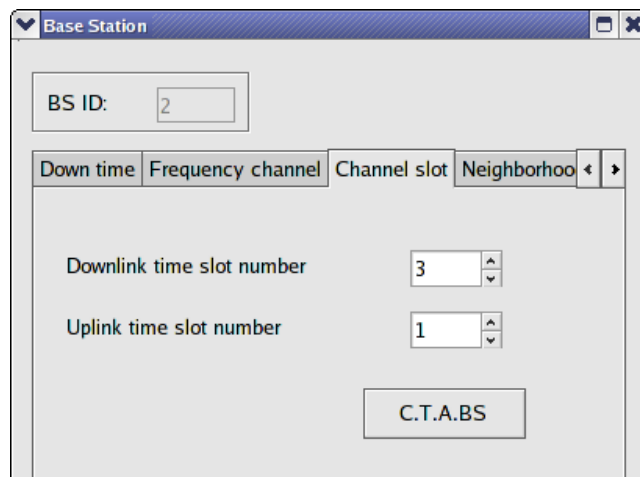 Base Station
BS ID: 2
Down time Frequency channel Channel slot Neighborhoo
Downlink time slot number 3
Uplink time slot number 1
C.T.A.BS